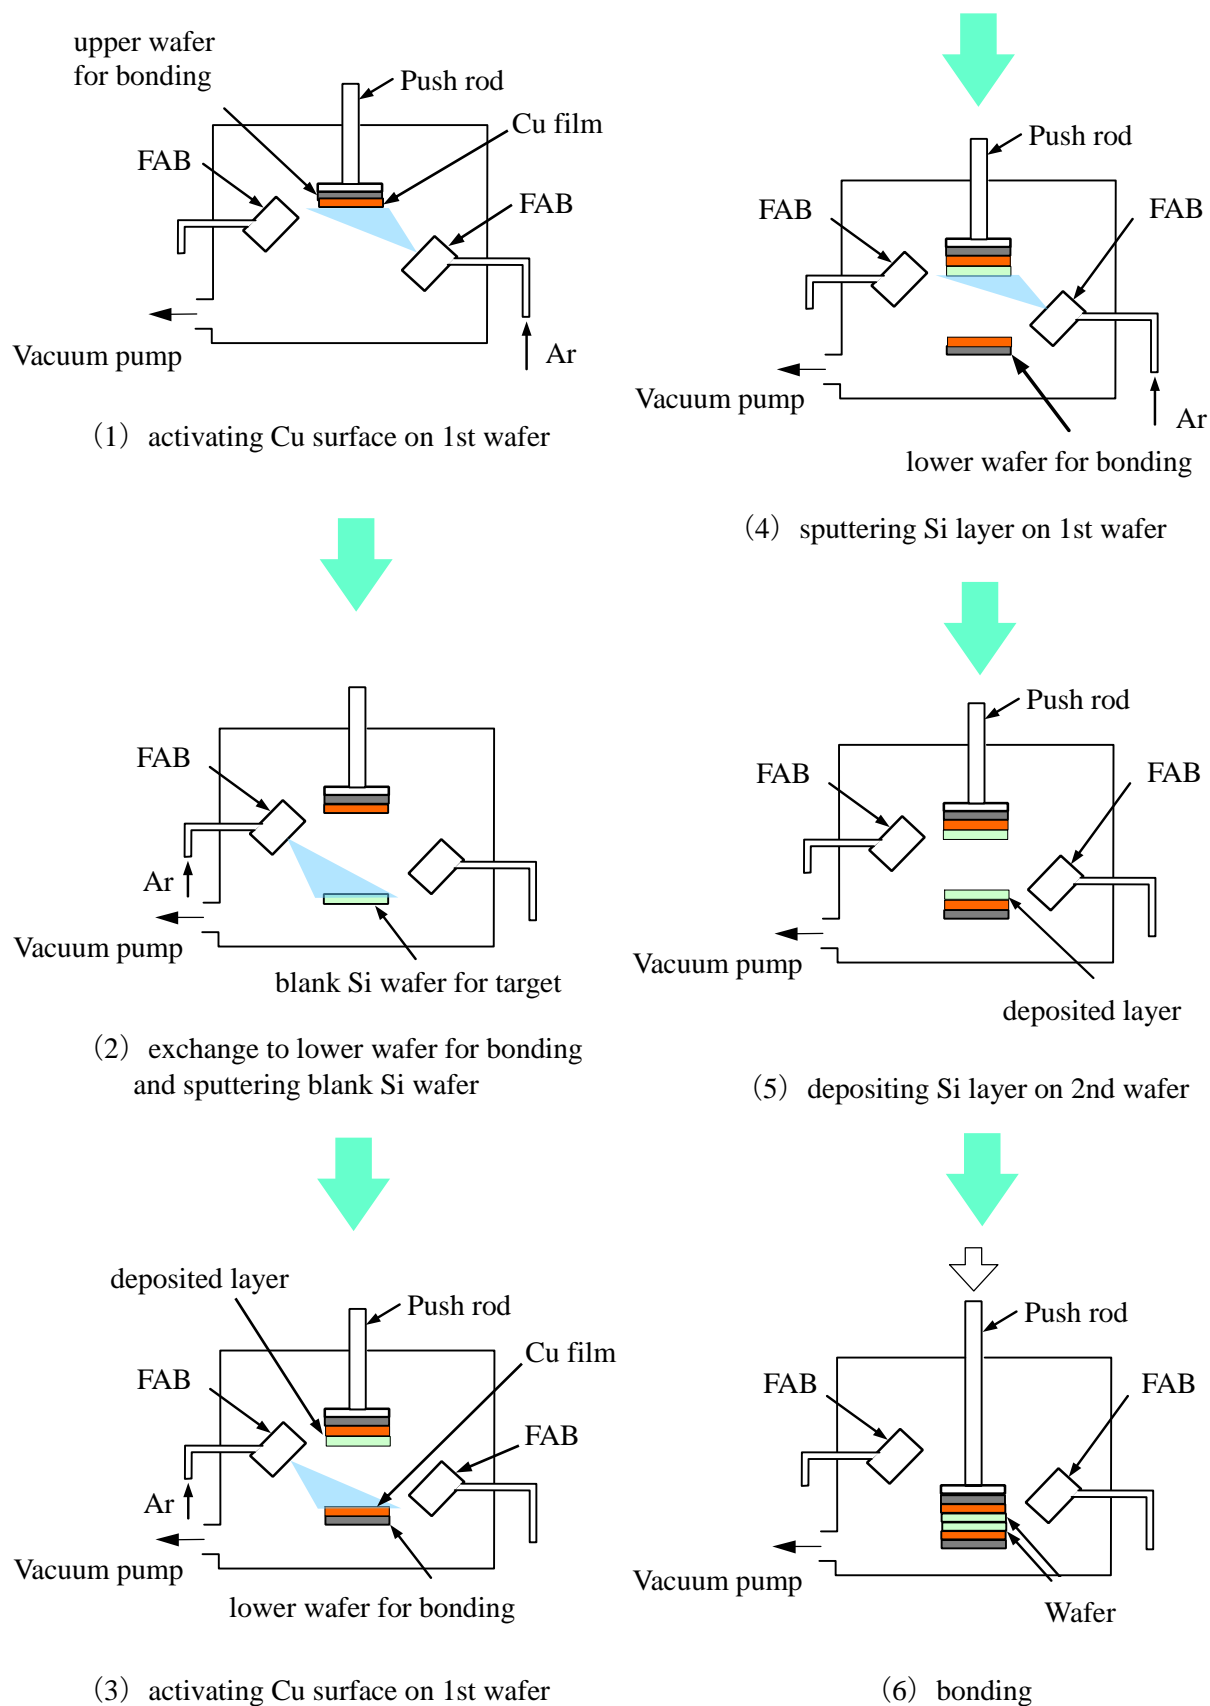 upper wafer
for bonding
Push rod
Cu film
FAB
FAB
Vacuum pump
Ar
(1) activating Cu surface on 1st wafer
FAB
Ar
Vacuum pump
blank Si wafer for target
(2) exchange to lower wafer for bonding
and sputtering blank Si wafer
deposited layer
Push rod
Cu film
FAB
FAB
Ar
Vacuum pump
lower wafer for bonding
(3) activating Cu surface on 1st wafer
Push rod
FAB
FAB
Vacuum pump
Ar
lower wafer for bonding
(4) sputtering Si layer on 1st wafer
Push rod
FAB
FAB
Vacuum pump
deposited layer
(5) depositing Si layer on 2nd wafer
Push rod
FAB
FAB
Vacuum pump
Wafer
(6) bonding